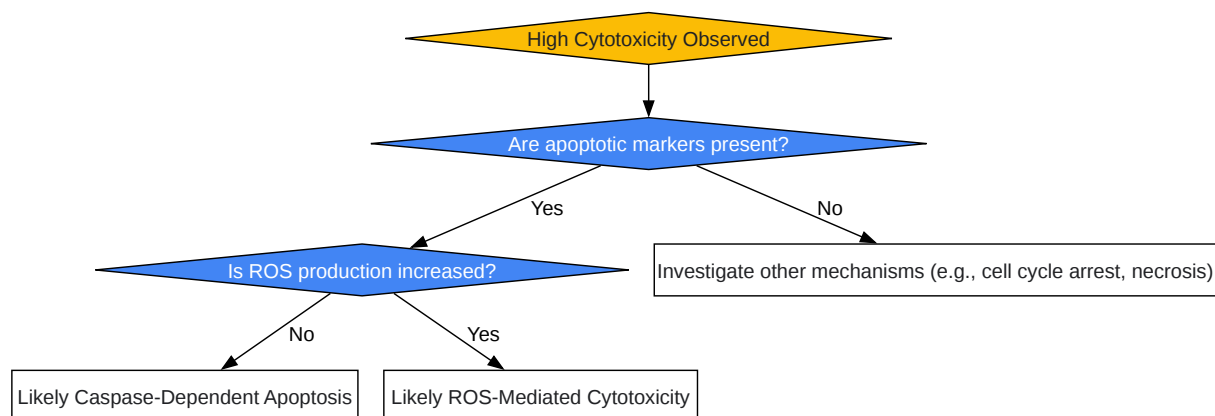 High Cytotoxicity Observed
Are apoptotic markers present?
Yes
No
Is ROS production increased?
Investigate other mechanisms (e.g., cell cycle arrest, necrosis)
No
Yes
Likely Caspase-Dependent Apoptosis
Likely ROS-Mediated Cytotoxicity